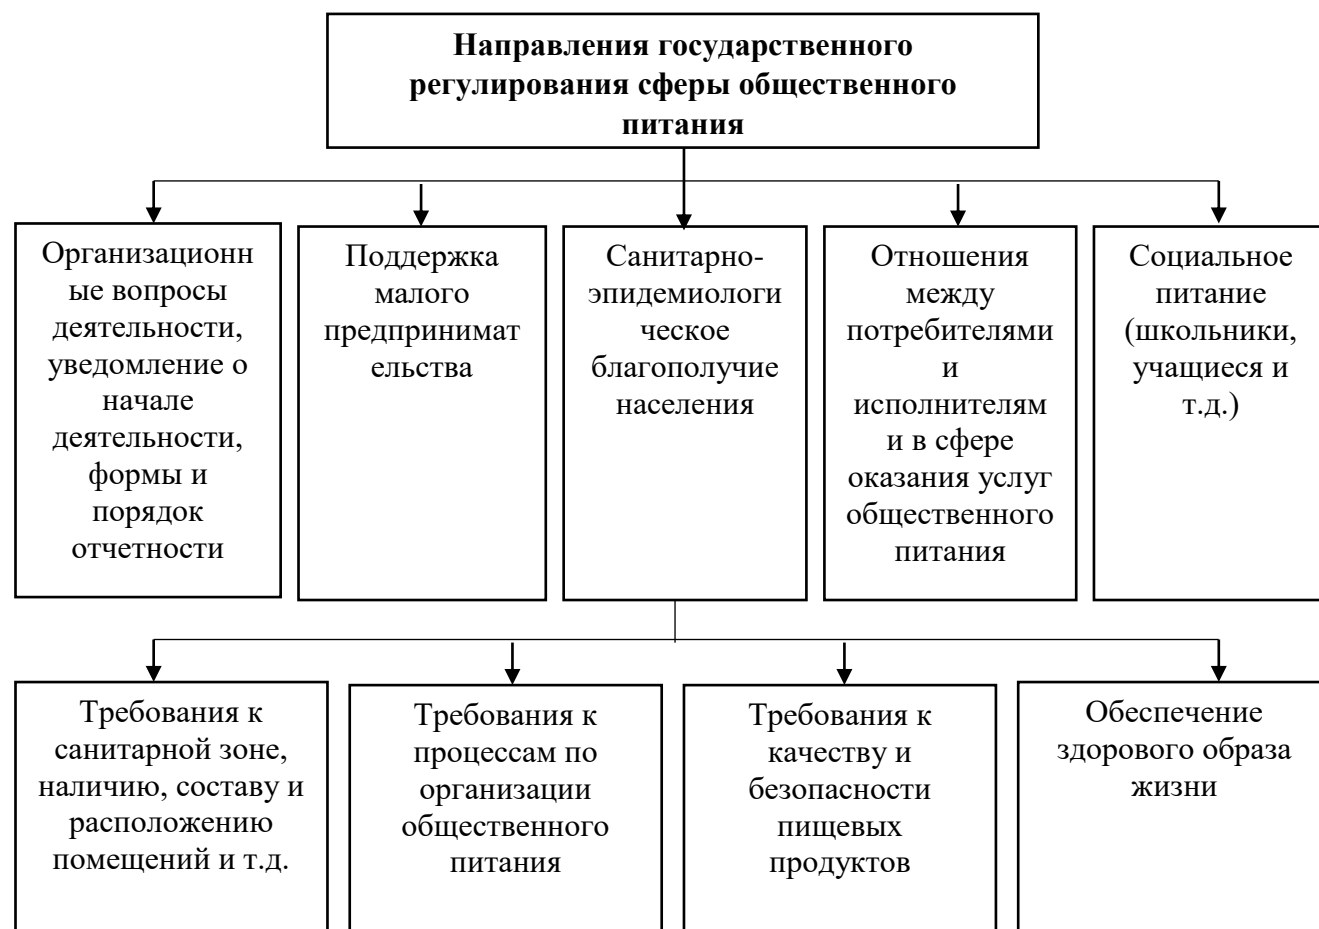 Направления государственного
регулирования сферы общественного
питания
Организационн
ые вопросы
деятельности,
уведомление о
начале
деятельности,
формы и
порядок
отчетности
Поддержка
малого
предпринимат
ельства
Санитарно-
эпидемиологи
ческое
благополучие
населения
Отношения
между
потребителями
и
исполнителям
и в сфере
оказания услуг
общественного
питания
Социальное
питание
(школьники,
учащиеся и
т.д.)
Требования к
санитарной зоне,
наличию, составу и
расположению
помещений и т.д.
Требования к
процессам по
организации
общественного
питания
Требования к
качеству и
безопасности
пищевых
продуктов
Обеспечение
здорового образа
жизни